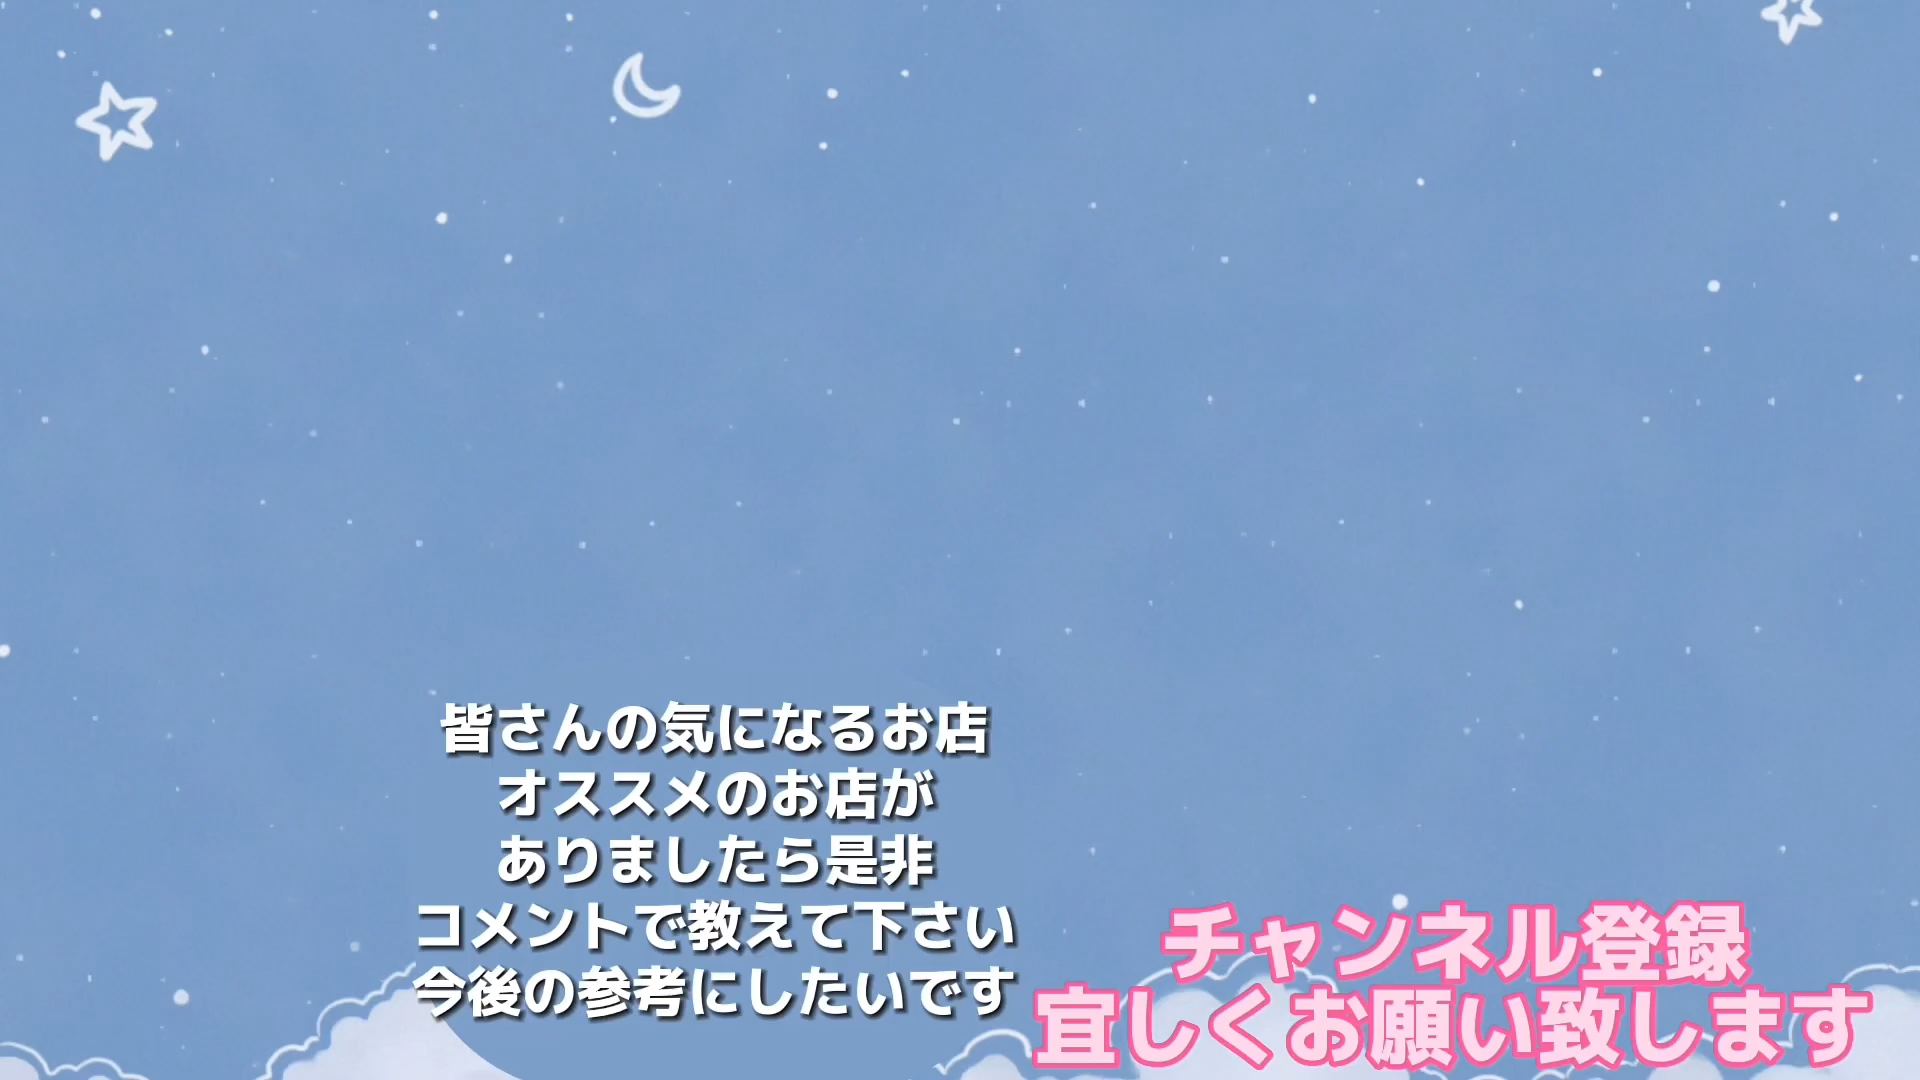 皆さんの気になるお店
オススメのお店が
ありましたら是非
コメントで教えて下さい
今後の参考にしたいです
チャンネル登録
宜しくお願い致します